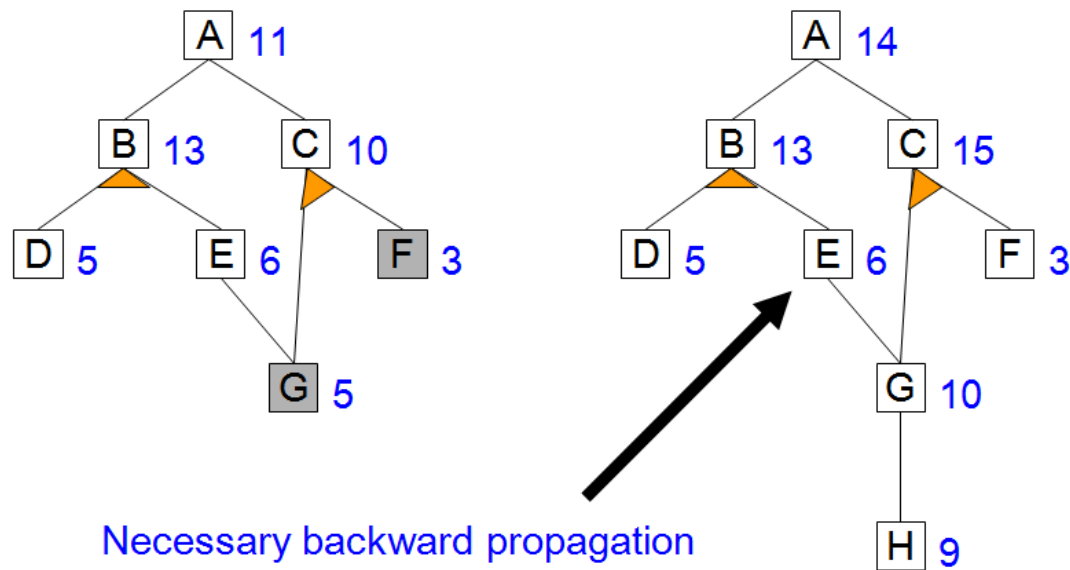 A 11 A 14
B 13 C 10 B 13 C 15
D 5 E 6 F 3 D 5 E 6 F 3
G 5 G 10
Necessary backward propagation
H 9